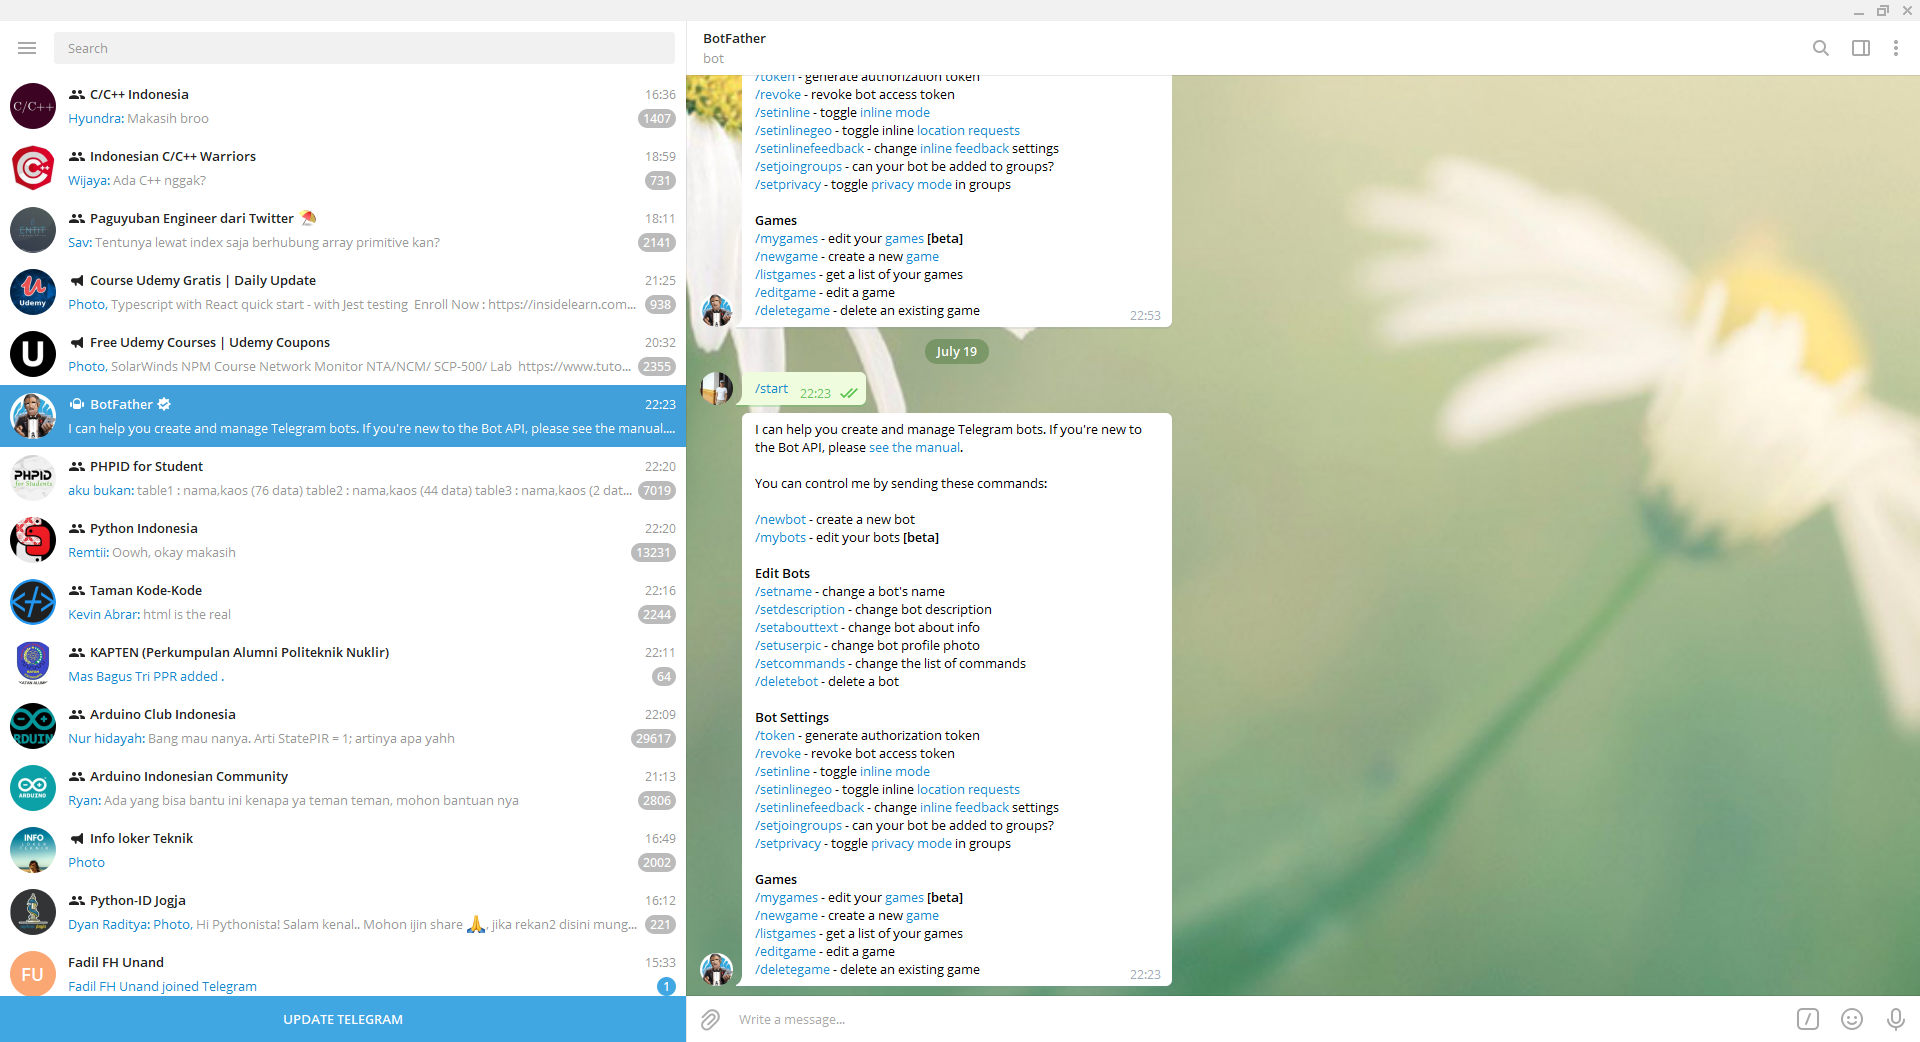 Search
C/C++ Indonesia 16:36
Hyundra: Makasih broo 1407
Indonesian C/C++ Warriors 18:59
Wijaya: Ada C++ nggak? 731
Paguyuban Engineer dari Twitter 18:11
Sav: Tentunya lewat index saja berhubung array primitive kan? 2141
Course Udemy Gratis | Daily Update 21:25
Photo, Typescript with React quick start - with Jest testing Enroll Now : https://insidelearn.com... 938
Free Udemy Courses | Udemy Coupons 20:32
Photo, SolarWinds NPM Course Network Monitor NTA/NCM/ SCP-500/ Lab https://www.tuto... 2355
BotFather 22:23
I can help you create and manage Telegram bots. If you're new to the Bot API, please see the manual....
PHPID for Student 22:20
aku bukan: table1 : nama,kaos (76 data) table2 : nama,kaos (44 data) table3 : nama,kaos (2 dat... 7019
Python Indonesia 22:20
Remtii: Oowh, okay makasih 13231
Taman Kode-Kode 22:16
Kevin Abrar: html is the real 2244
KAPTEN (Perkumpulan Alumni Politeknik Nuklir) 22:11
Mas Bagus Tri PPR added . 64
Arduino Club Indonesia 22:09
Nur hidayah: Bang mau nanya. Arti StatePIR = 1; artinya apa yahh 29617
Arduino Indonesian Community 21:13
Ryan: Ada yang bisa bantu ini kenapa ya teman teman, mohon bantuan nya 2806
Info loker Teknik 16:49
Photo 2002
Python-ID Jogja 16:12
Dyan Raditya: Photo, Hi Pythonista! Salam kenal.. Mohon ijin share 🙏, jika rekan2 disini mung... 221
FU
Fadil FH Unand 15:33
Fadil FH Unand joined Telegram 1
UPDATE TELEGRAM
BotFather
bot
/token - generate authorization token
/revoke - revoke bot access token
/setinline - toggle inline mode
/setinlinegeo - toggle inline location requests
/setinlinefeedback - change inline feedback settings
/setjoingroups - can your bot be added to groups?
/setprivacy - toggle privacy mode in groups
Games
/mygames - edit your games [beta]
/newgame - create a new game
/listgames - get a list of your games
/editgame - edit a game
/deletegame - delete an existing game 22:53
July 19
/start 22:23
I can help you create and manage Telegram bots. If you're new to
the Bot API, please see the manual.
You can control me by sending these commands:
/newbot - create a new bot
/mybots - edit your bots [beta]
Edit Bots
/setname - change a bot's name
/setdescription - change bot description
/setabouttext - change bot about info
/setuserpic - change bot profile photo
/setcommands - change the list of commands
/deletebot - delete a bot
Bot Settings
/token - generate authorization token
/revoke - revoke bot access token
/setinline - toggle inline mode
/setinlinegeo - toggle inline location requests
/setinlinefeedback - change inline feedback settings
/setjoingroups - can your bot be added to groups?
/setprivacy - toggle privacy mode in groups
Games
/mygames - edit your games [beta]
/newgame - create a new game
/listgames - get a list of your games
/editgame - edit a game
/deletegame - delete an existing game 22:23
Write a message...